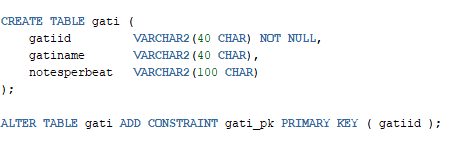 CREATE TABLE gati (
    gatiid         VARCHAR2(40 CHAR) NOT NULL,
    gatiname       VARCHAR2(40 CHAR),
    notesperbeat   VARCHAR2(100 CHAR)
);
ALTER TABLE gati ADD CONSTRAINT gati_pk PRIMARY KEY ( gatiid );